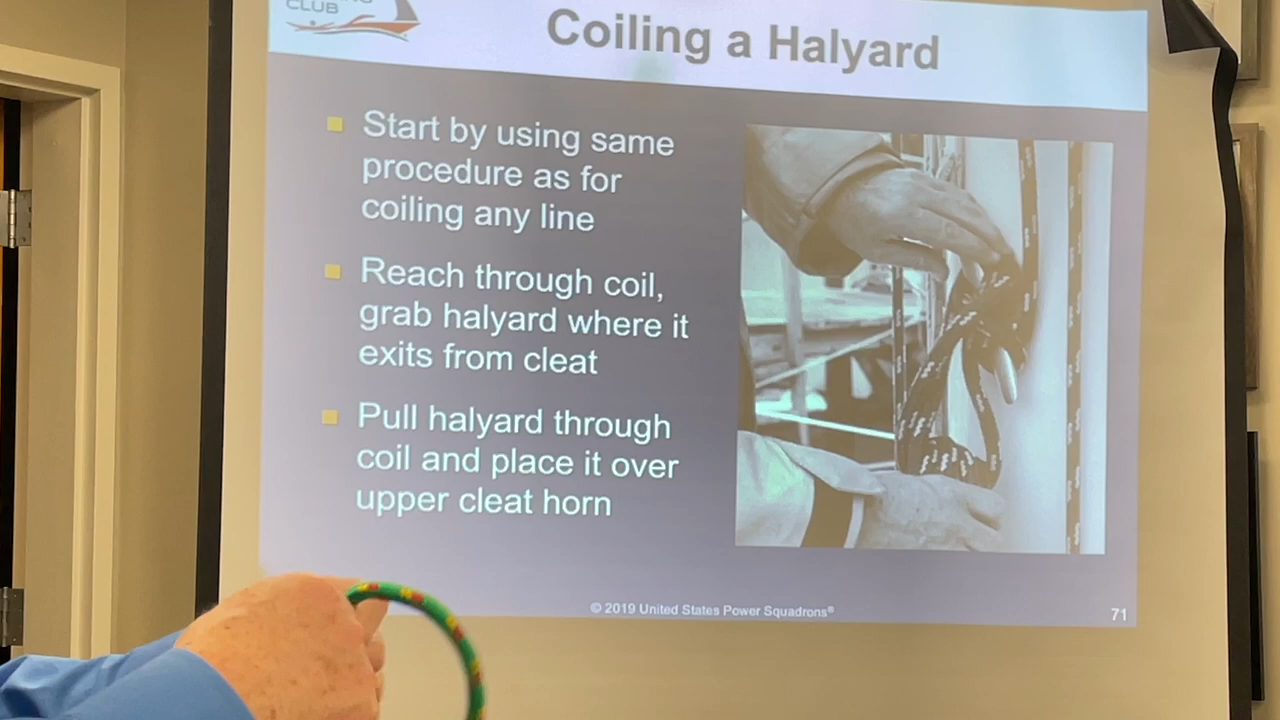 CLUB
Coiling a Halyard
Start by using same
procedure as for
coiling any line
Reach through coil,
grab halyard where it
exits from cleat
Pull halyard through
coil and place it over
upper cleat horn
© 2019 United States Power Squadrons®
71